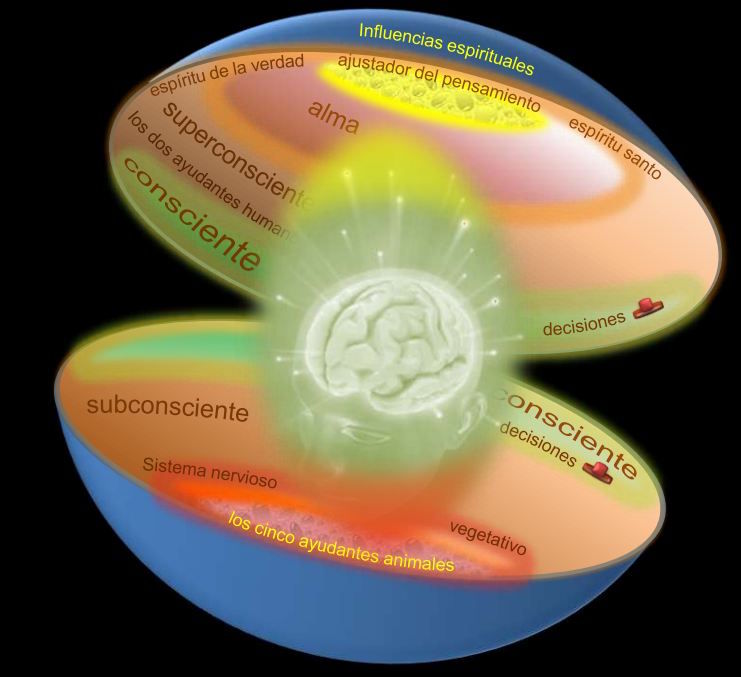 Influencias espirituales
espíritu de la verdad
ajustador del pensamiento
espíritu santo
alma
superconsciente
los dos ayudantes human
consciente
decisiones
subconsciente
consciente
decisiones
Sistema nervioso
vegetativo
los cinco ayudantes animales